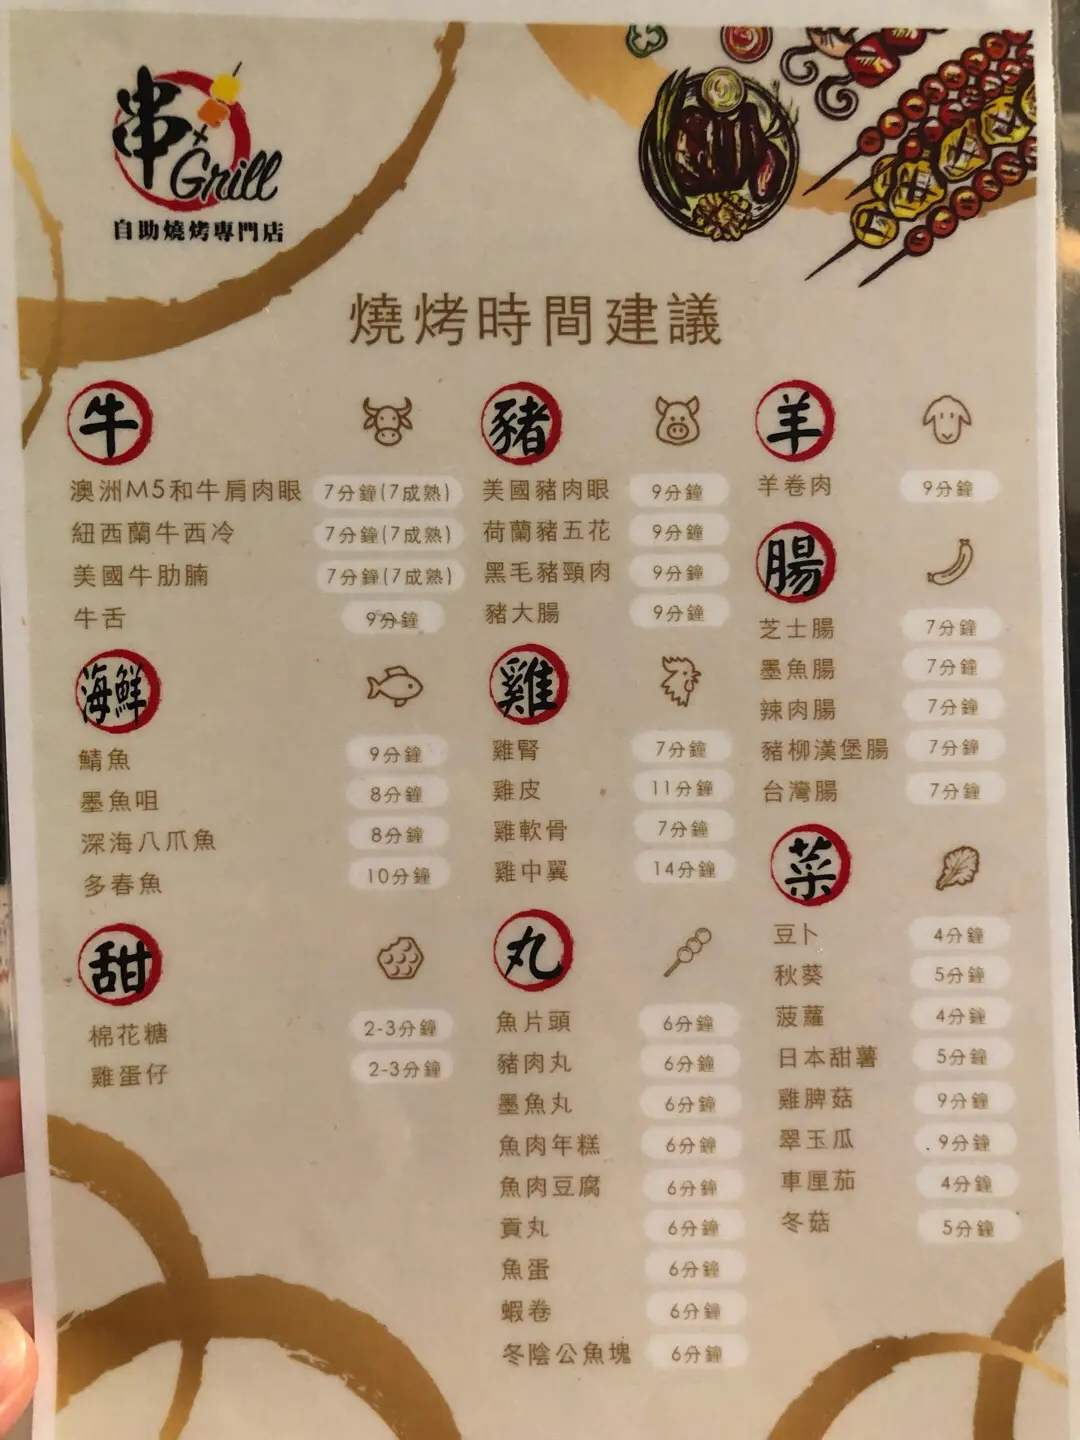 串 × Grill
自助燒烤專門店
燒烤時間建議
牛
澳洲M5和牛肩肉眼 7分鐘(7成熟)
紐西蘭牛西冷 7分鐘(7成熟)
美國牛肋腩 7分鐘(7成熟)
牛舌 9分鐘
海鮮
鯖魚 9分鐘
墨魚咀 8分鐘
深海八爪魚 8分鐘
多春魚 10分鐘
甜
棉花糖 2-3分鐘
雞蛋仔 2-3分鐘
豬
美國豬肉眼 9分鐘
荷蘭豬五花 9分鐘
黑毛豬頸肉 9分鐘
豬大腸 9分鐘
雞
雞腎 7分鐘
雞皮 11分鐘
雞軟骨 7分鐘
雞中翼 14分鐘
丸
魚片頭 6分鐘
豬肉丸 6分鐘
墨魚丸 6分鐘
魚肉年糕 6分鐘
魚肉豆腐 6分鐘
貢丸 6分鐘
魚蛋 6分鐘
蝦卷 6分鐘
冬陰公魚塊 6分鐘
羊
羊卷肉 9分鐘
腸
芝士腸 7分鐘
墨魚腸 7分鐘
辣肉腸 7分鐘
豬柳漢堡腸 7分鐘
台灣腸 7分鐘
菜
豆卜 4分鐘
秋葵 5分鐘
菠蘿 4分鐘
日本甜薯 5分鐘
雞脾菇 9分鐘
翠玉瓜 9分鐘
車厘茄 4分鐘
冬菇 5分鐘